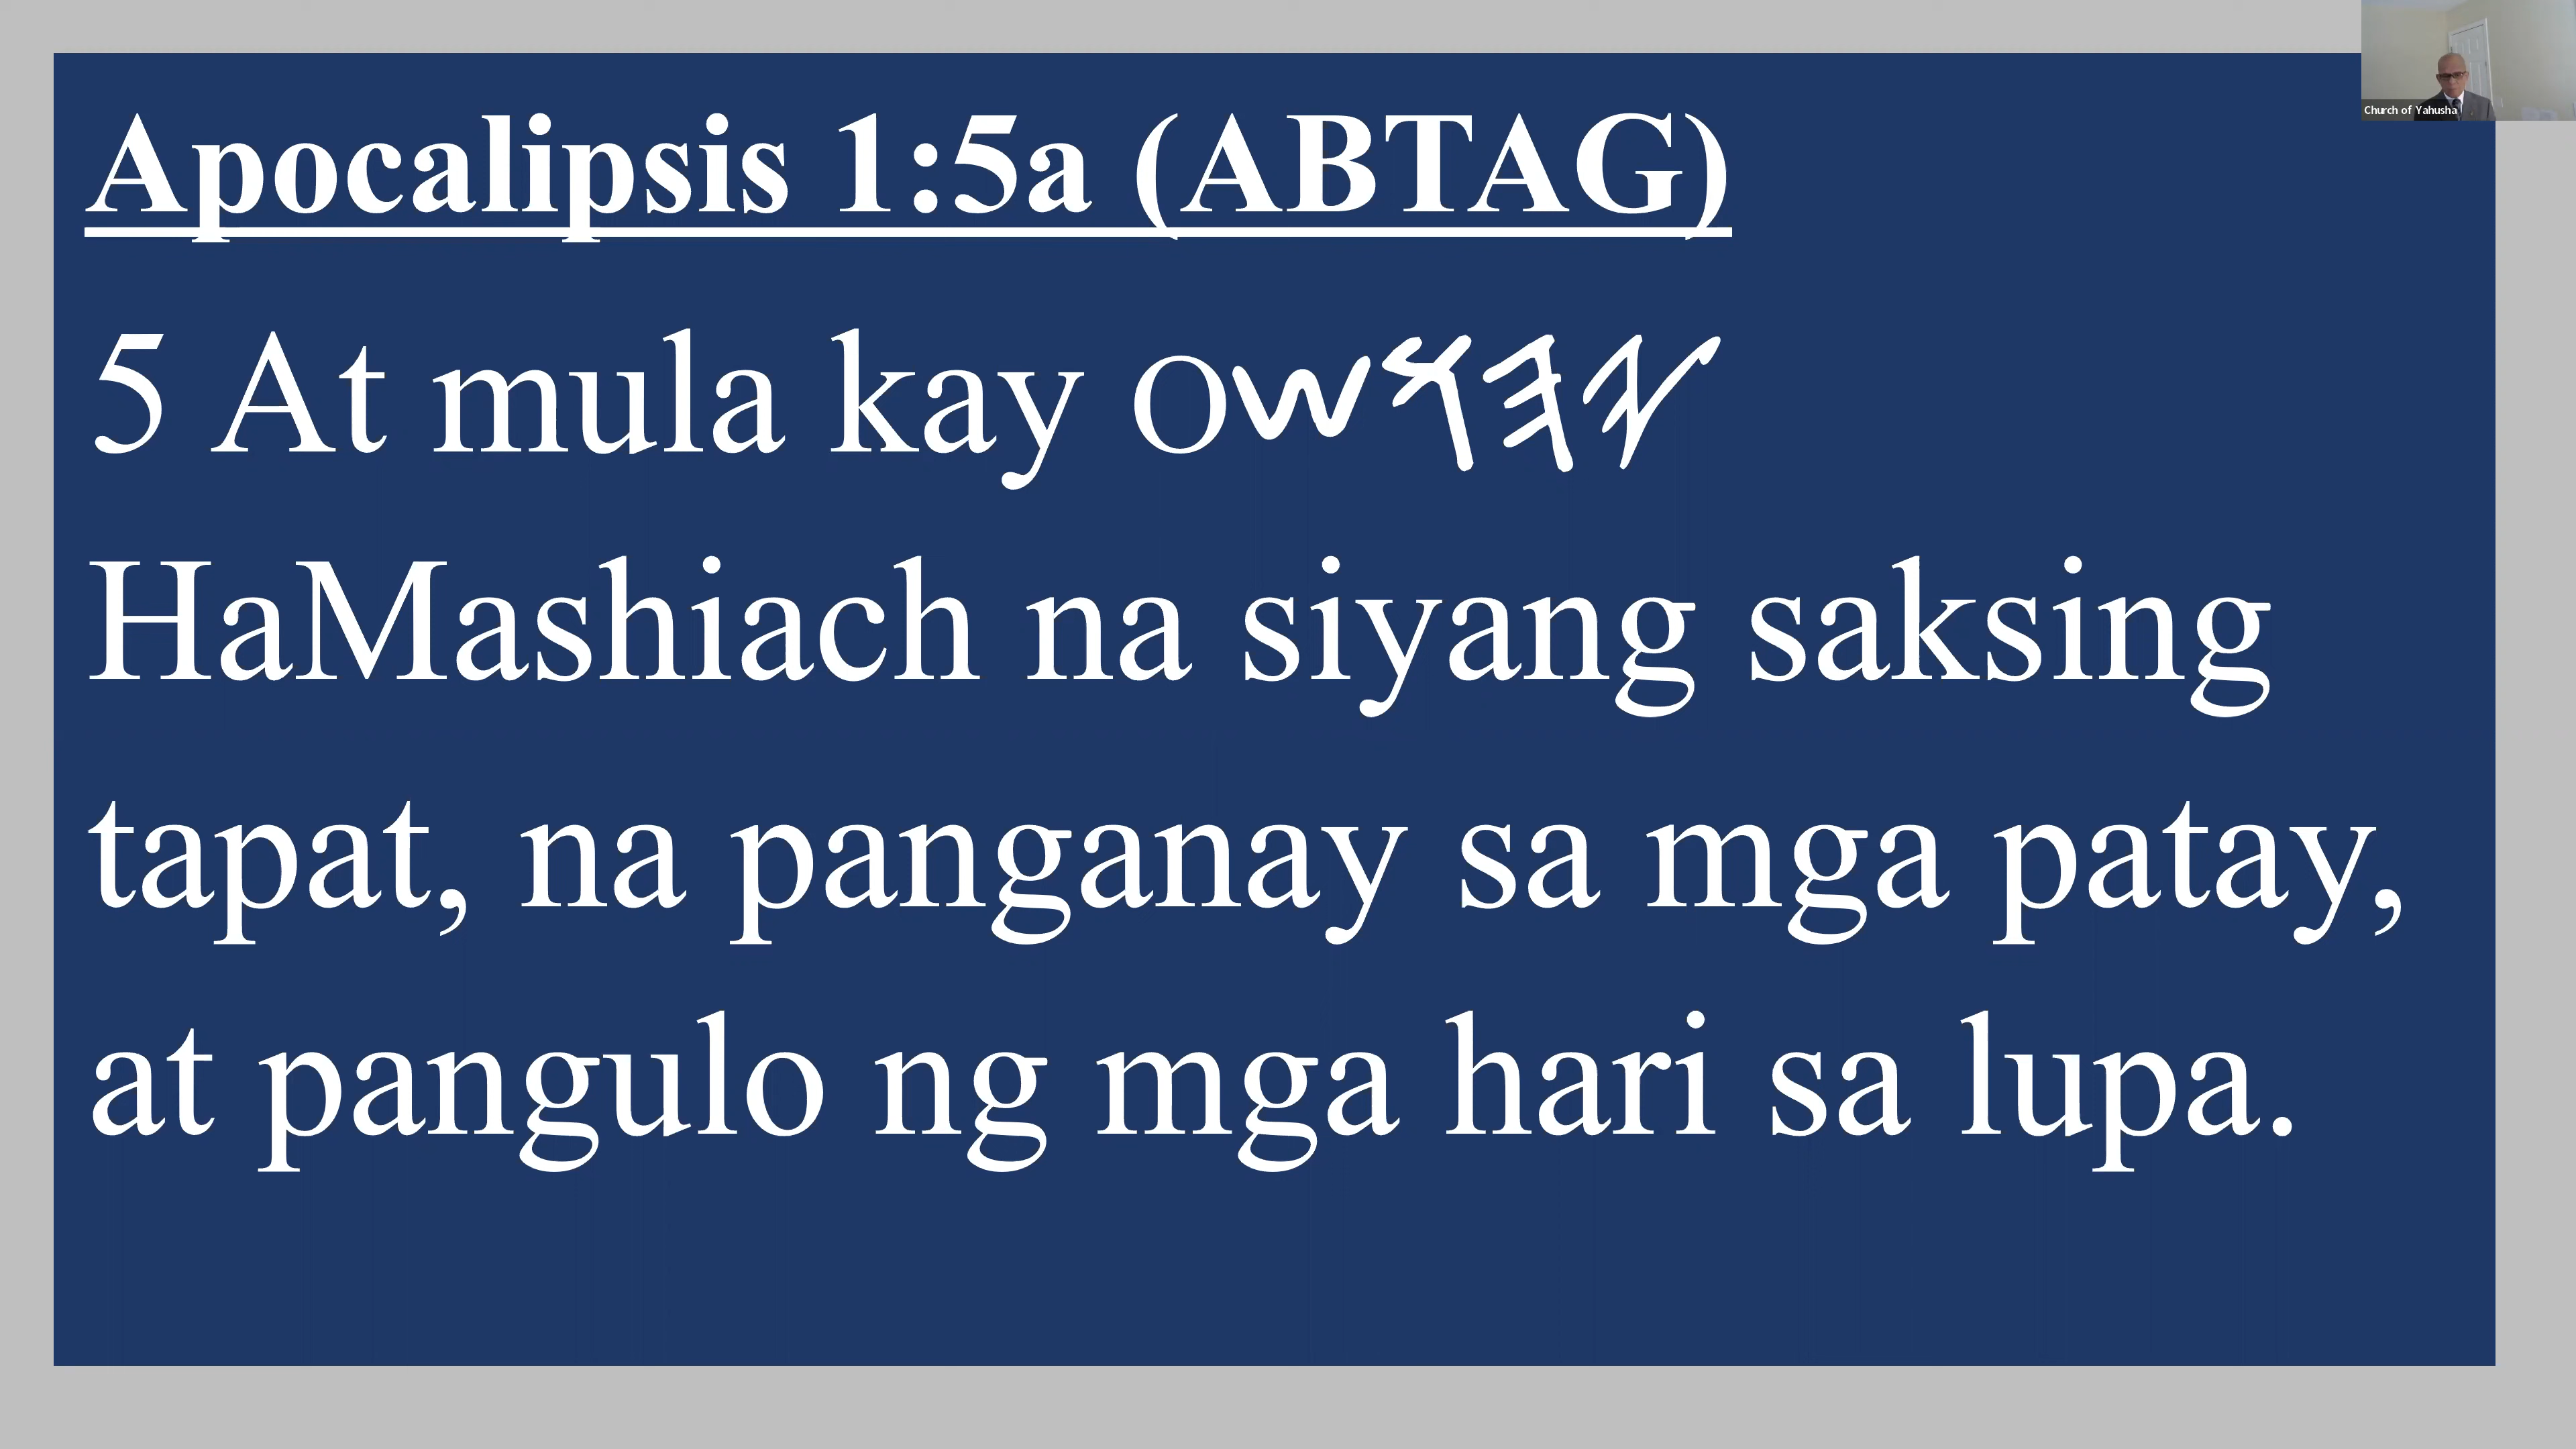 Apocalipsis 1:5a (ABTAG)
5 At mula kay 𐤉𐤄𐤅𐤔𐤏
HaMashiach na siyang saksing
tapat, na panganay sa mga patay,
at pangulo ng mga hari sa lupa.
Church of Yahusha